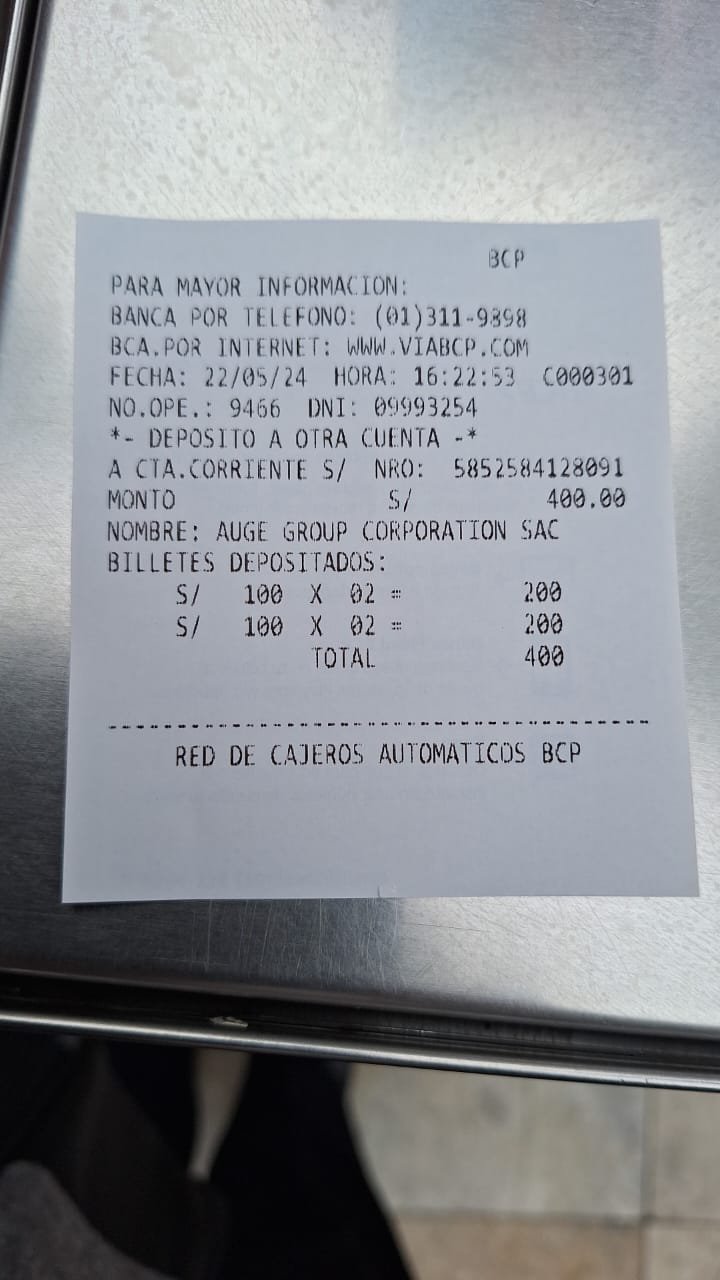 BCP
PARA MAYOR INFORMACION:
BANCA POR TELEFONO: (01)311-9898
BCA.POR INTERNET: WWW.VIABCP.COM
FECHA: 22/05/24 HORA: 16:22:53 C000301
NO.OPE.: 9466 DNI: 09993254
*- DEPOSITO A OTRA CUENTA -*
A CTA.CORRIENTE S/ NRO: 5852584128091
MONTO S/ 400.00
NOMBRE: AUGE GROUP CORPORATION SAC
BILLETES DEPOSITADOS:
S/ 100 X 02 = 200
S/ 100 X 02 = 200
TOTAL 400
RED DE CAJEROS AUTOMATICOS BCP